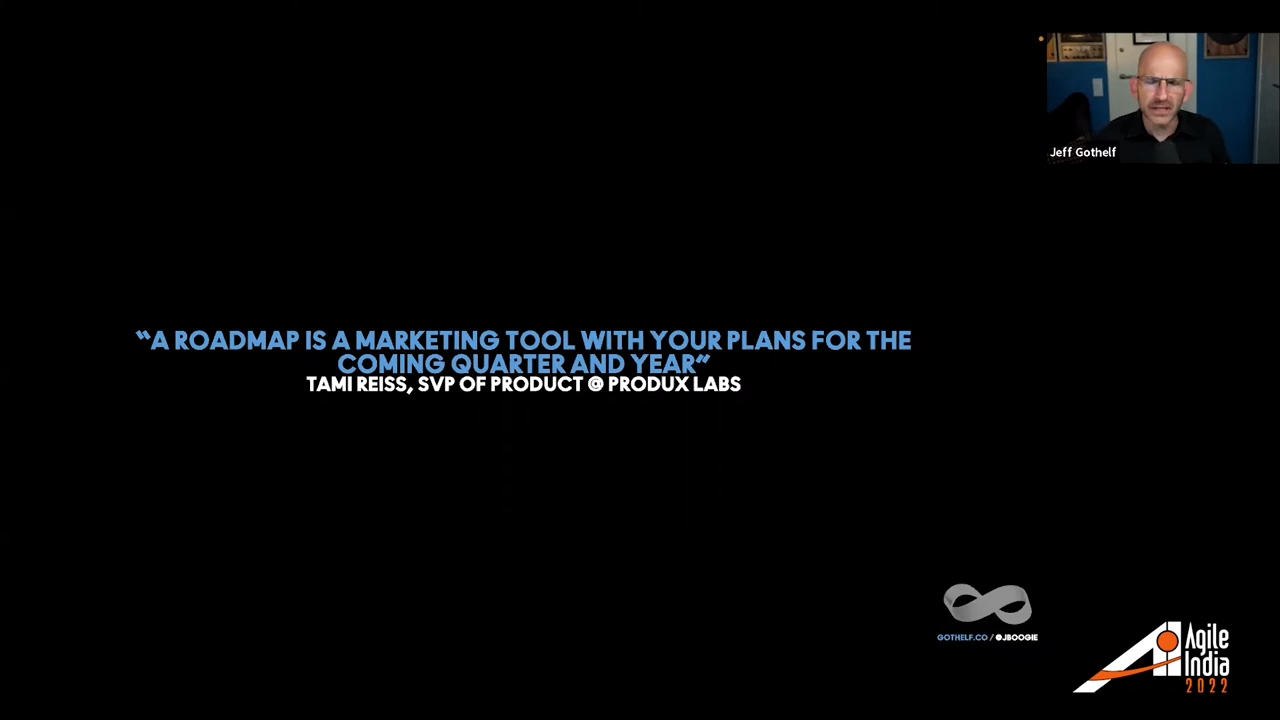 Jeff Gothelf
“A ROADMAP IS A MARKETING TOOL WITH YOUR PLANS FOR THE
COMING QUARTER AND YEAR”
TAMI REISS, SVP OF PRODUCT @ PRODUX LABS
GOTHELF.CO / @JBOOGIE
Agile
India
2022